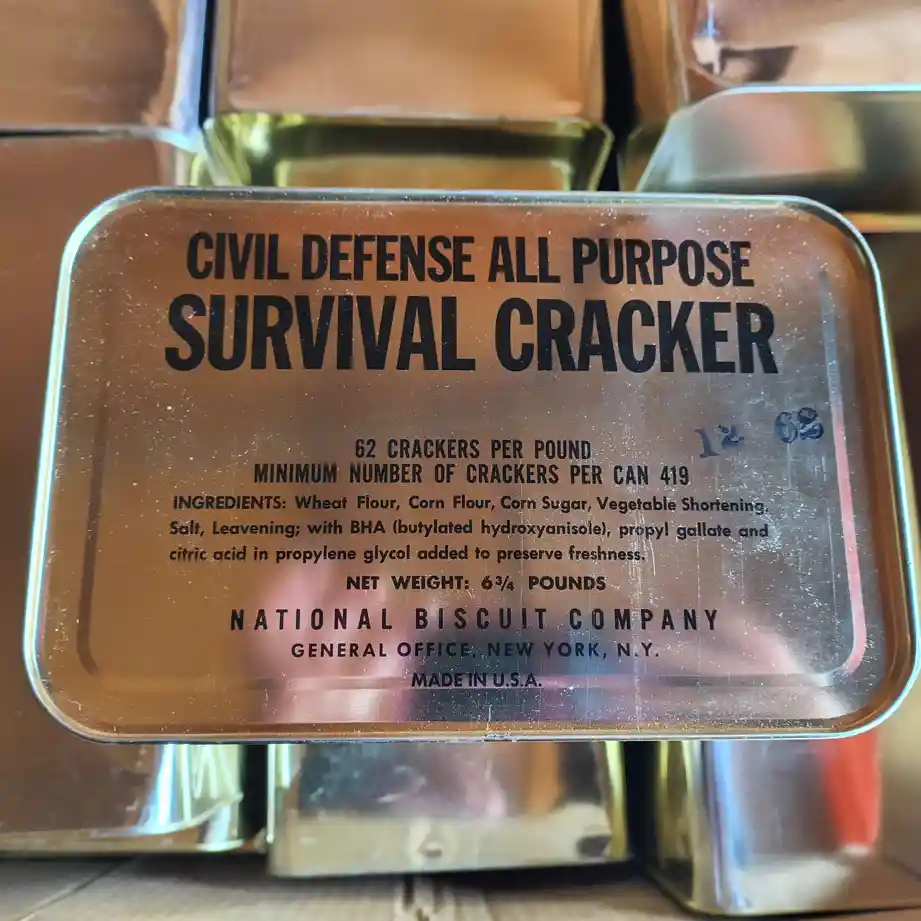 CIVIL DEFENSE ALL PURPOSE
SURVIVAL CRACKER
12 62
62 CRACKERS PER POUND
MINIMUM NUMBER OF CRACKERS PER CAN 419
INGREDIENTS: Wheat Flour, Corn Flour, Corn Sugar, Vegetable Shortening,
Salt, Leavening; with BHA (butylated hydroxyanisole), propyl gallate and
citric acid in propylene glycol added to preserve freshness.
NET WEIGHT: 6 3/4 POUNDS
NATIONAL BISCUIT COMPANY
GENERAL OFFICE, NEW YORK, N.Y.
MADE IN U.S.A.